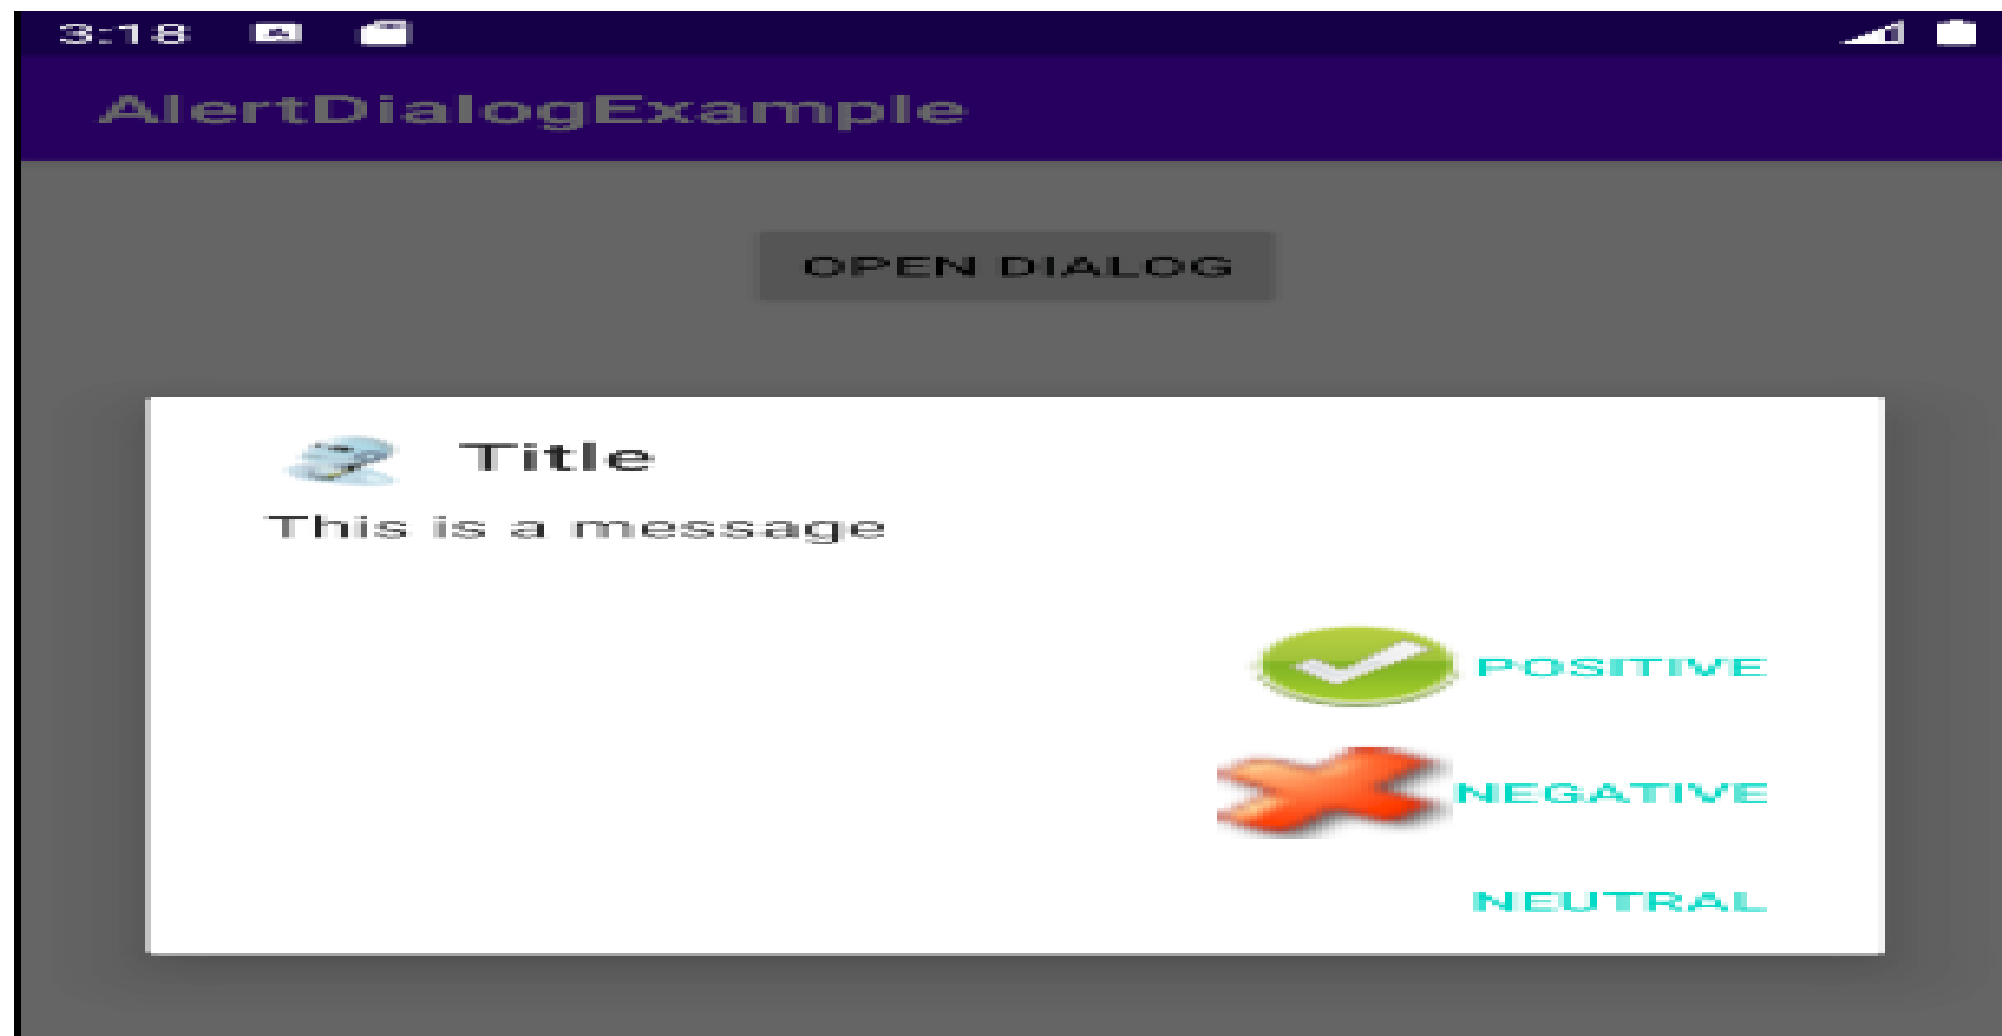 3:18
AlertDialogExample
OPEN DIALOG
Title
This is a message
POSITIVE
NEGATIVE
NEUTRAL